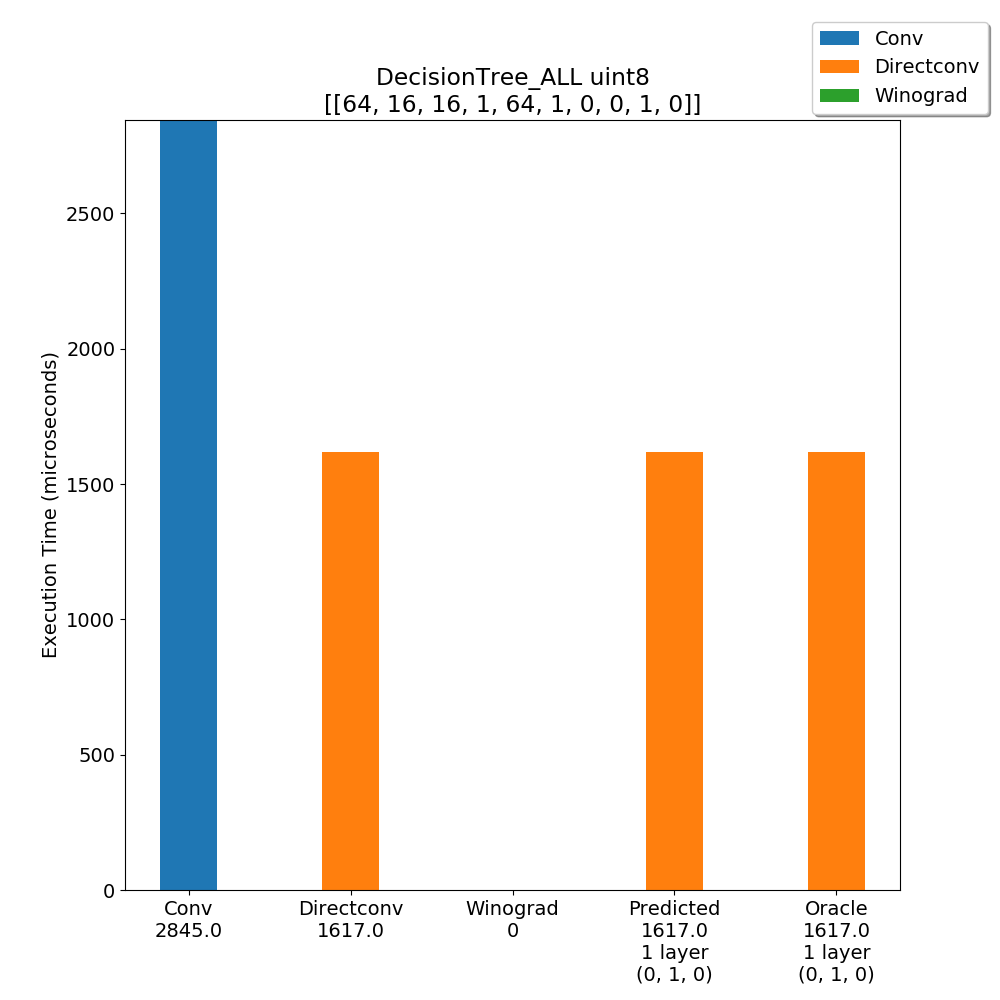 Conv
Directconv
Winograd
DecisionTree_ALL uint8
[[64, 16, 16, 1, 64, 1, 0, 0, 1, 0]]
Execution Time (microseconds)
2500
2000
1500
1000
500
0
Conv
2845.0
Directconv
1617.0
Winograd
0
Predicted
1617.0
1 layer
(0, 1, 0)
Oracle
1617.0
1 layer
(0, 1, 0)